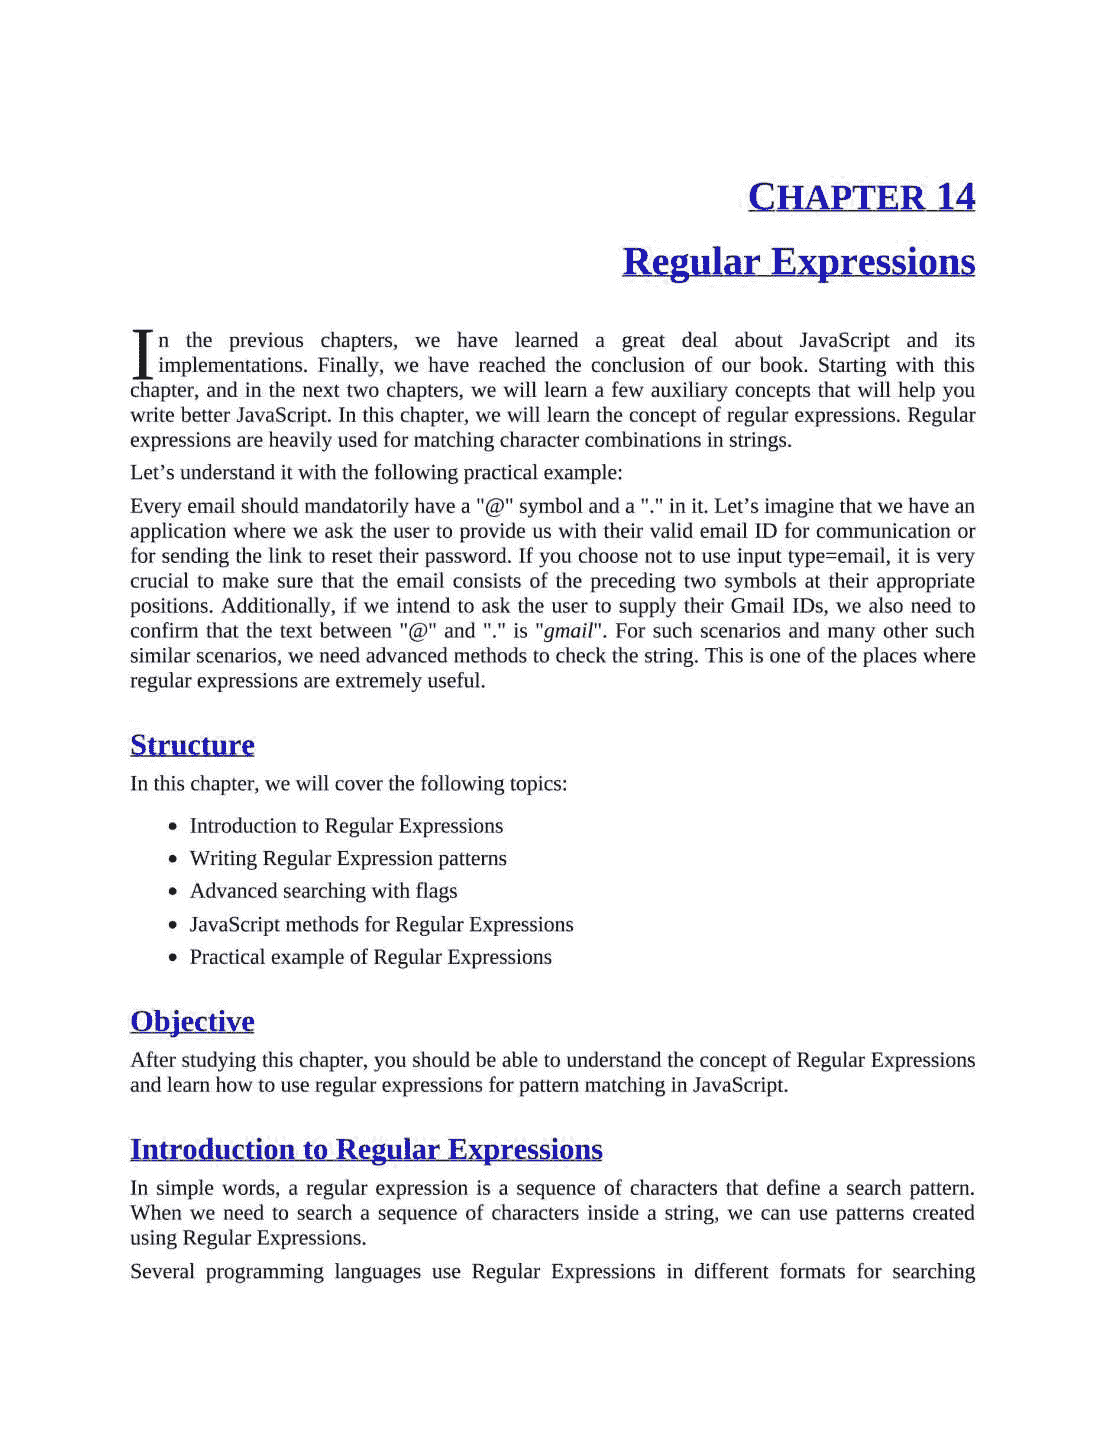 CHAPTER 14
Regular Expressions
In the previous chapters, we have learned a great deal about JavaScript and its
implementations. Finally, we have reached the conclusion of our book. Starting with this
chapter, and in the next two chapters, we will learn a few auxiliary concepts that will help you
write better JavaScript. In this chapter, we will learn the concept of regular expressions. Regular
expressions are heavily used for matching character combinations in strings.
Let’s understand it with the following practical example:
Every email should mandatorily have a "@" symbol and a "." in it. Let’s imagine that we have an
application where we ask the user to provide us with their valid email ID for communication or
for sending the link to reset their password. If you choose not to use input type=email, it is very
crucial to make sure that the email consists of the preceding two symbols at their appropriate
positions. Additionally, if we intend to ask the user to supply their Gmail IDs, we also need to
confirm that the text between "@" and "." is "gmail". For such scenarios and many other such
similar scenarios, we need advanced methods to check the string. This is one of the places where
regular expressions are extremely useful.
Structure
In this chapter, we will cover the following topics:
• Introduction to Regular Expressions
• Writing Regular Expression patterns
• Advanced searching with flags
• JavaScript methods for Regular Expressions
• Practical example of Regular Expressions
Objective
After studying this chapter, you should be able to understand the concept of Regular Expressions
and learn how to use regular expressions for pattern matching in JavaScript.
Introduction to Regular Expressions
In simple words, a regular expression is a sequence of characters that define a search pattern.
When we need to search a sequence of characters inside a string, we can use patterns created
using Regular Expressions.
Several programming languages use Regular Expressions in different formats for searching